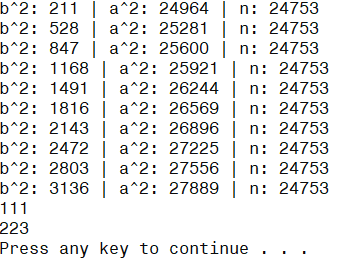 b^2: 211 | a^2: 24964 | n: 24753
b^2: 528 | a^2: 25281 | n: 24753
b^2: 847 | a^2: 25600 | n: 24753
b^2: 1168 | a^2: 25921 | n: 24753
b^2: 1491 | a^2: 26244 | n: 24753
b^2: 1816 | a^2: 26569 | n: 24753
b^2: 2143 | a^2: 26896 | n: 24753
b^2: 2472 | a^2: 27225 | n: 24753
b^2: 2803 | a^2: 27556 | n: 24753
b^2: 3136 | a^2: 27889 | n: 24753
111
223
Press any key to continue . . .